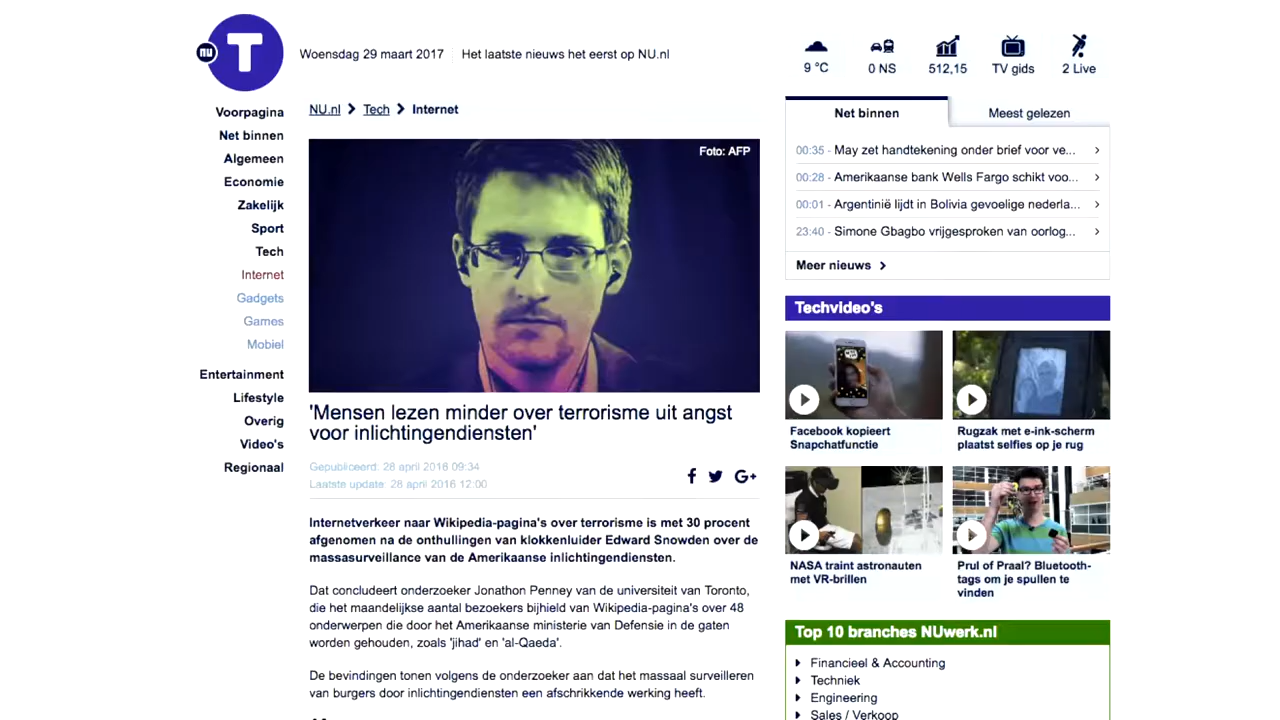 nu
T
Woensdag 29 maart 2017
Het laatste nieuws het eerst op NU.nl
9 °C
0 NS
512,15
TV gids
2 Live
Voorpagina
Net binnen
Algemeen
Economie
Zakelijk
Sport
Tech
Internet
Gadgets
Games
Mobiel
Entertainment
Lifestyle
Overig
Video's
Regionaal
NU.nl > Tech > Internet
Foto: AFP
'Mensen lezen minder over terrorisme uit angst
voor inlichtingendiensten'
Gepubliceerd: 28 april 2016 09:34
Laatste update: 28 april 2016 12:00
Internetverkeer naar Wikipedia-pagina's over terrorisme is met 30 procent
afgenomen na de onthullingen van klokkenluider Edward Snowden over de
massasurveillance van de Amerikaanse inlichtingendiensten.
Dat concludeert onderzoeker Jonathon Penney van de universiteit van Toronto,
die het maandelijkse aantal bezoekers bijhield van Wikipedia-pagina's over 48
onderwerpen die door het Amerikaanse ministerie van Defensie in de gaten
worden gehouden, zoals 'jihad' en 'al-Qaeda'.
De bevindingen tonen volgens de onderzoeker aan dat het massaal surveilleren
van burgers door inlichtingendiensten een afschrikkende werking heeft.
Net binnen
Meest gelezen
00:35 - May zet handtekening onder brief voor ve...
00:28 - Amerikaanse bank Wells Fargo schikt voo...
00:01 - Argentinië lijdt in Bolivia gevoelige nederla...
23:40 - Simone Gbagbo vrijgesproken van oorlog...
Meer nieuws
Techvideo's
Facebook kopieert
Snapchatfunctie
Rugzak met e-ink-scherm
plaatst selfies op je rug
NASA traint astronauten
met VR-brillen
Prul of Praal? Bluetooth-
tags om je spullen te
vinden
Top 10 branches NUwerk.nl
Financieel & Accounting
Techniek
Engineering
Sales / Verkoop